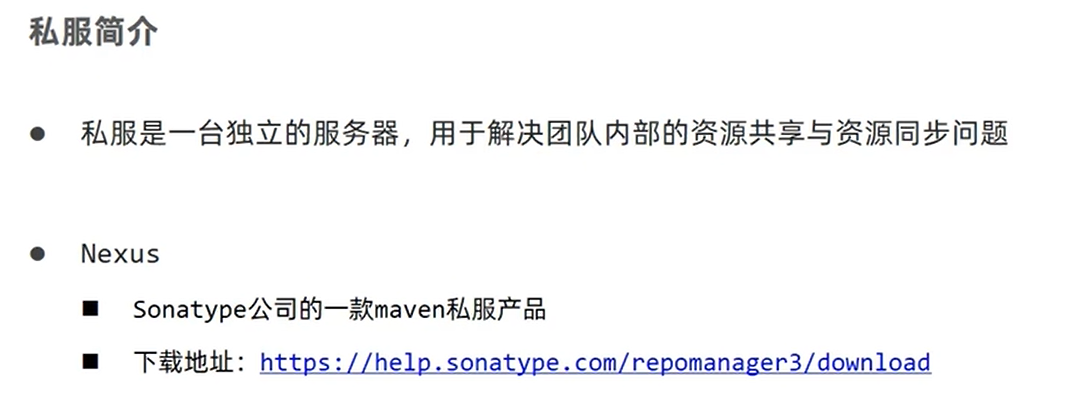 私服简介
● 私服是一台独立的服务器，用于解决团队内部的资源共享与资源同步问题
● Nexus
■ Sonatype公司的一款maven私服产品
■ 下载地址：https://help.sonatype.com/repomanager3/download